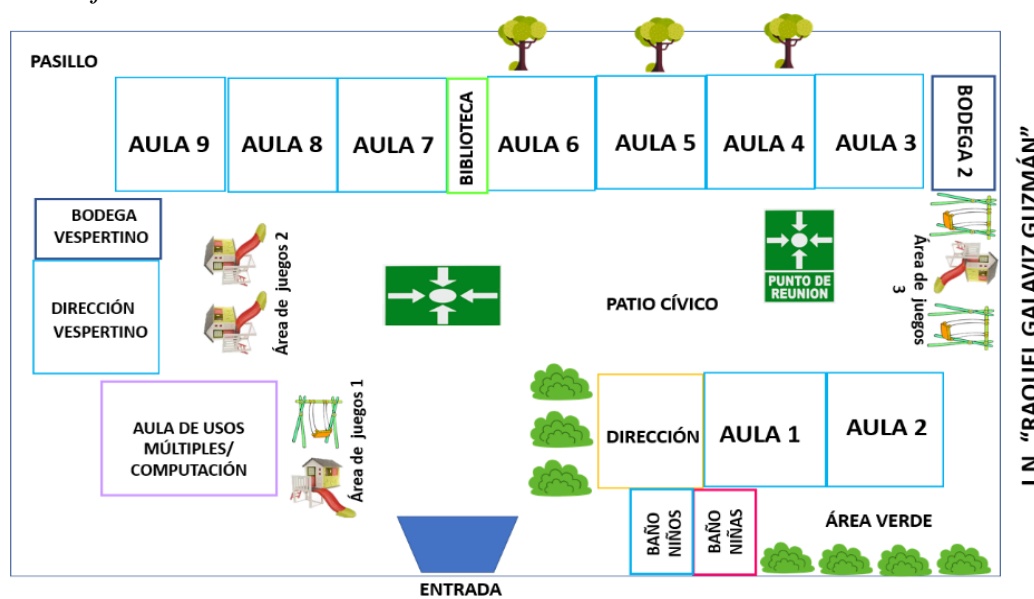 PASILLO
AULA 9
AULA 8
AULA 7
BIBLIOTECA
AULA 6
AULA 5
AULA 4
AULA 3
BODEGA 2
BODEGA
VESPERTINO
DIRECCIÓN
VESPERTINO
Área de juegos 2
PUNTO DE
REUNION
PATIO CÍVICO
Área de juegos
3
AULA DE USOS
MÚLTIPLES/
COMPUTACIÓN
Área de juegos 1
DIRECCIÓN
AULA 1
AULA 2
BAÑO
NIÑOS
BAÑO
NIÑAS
ÁREA VERDE
ENTRADA
"RAQUEL GALAVIZ GUZMÁN"